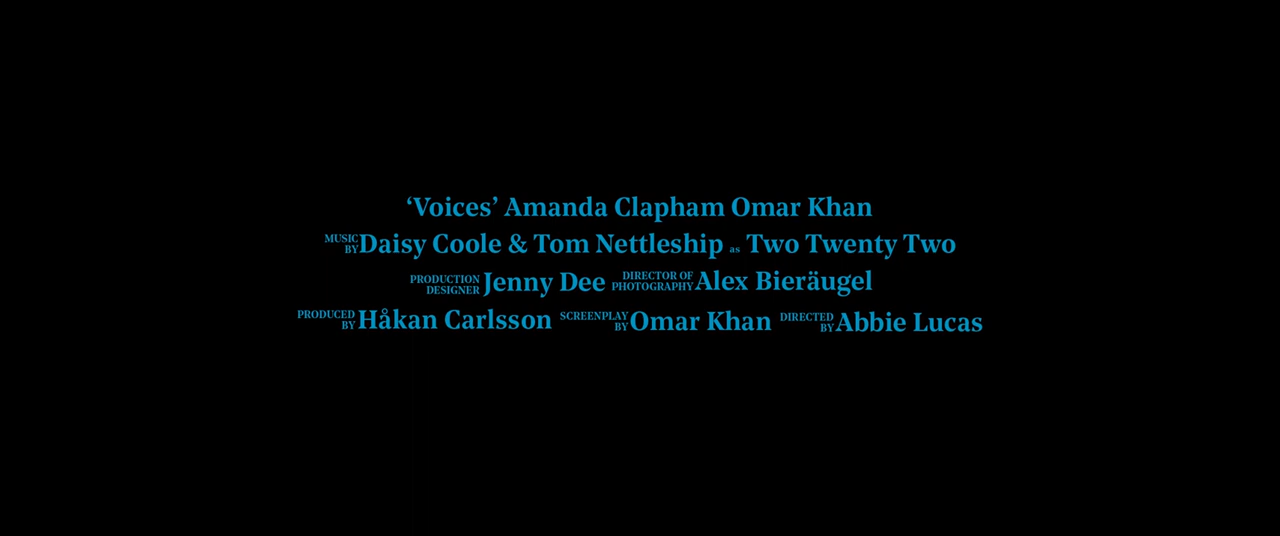 ‘Voices’ Amanda Clapham Omar Khan
MUSIC BY Daisy Coole & Tom Nettleship as Two Twenty Two
PRODUCTION DESIGNER Jenny Dee DIRECTOR OF PHOTOGRAPHY Alex Bieräugel
PRODUCED BY Håkan Carlsson SCREENPLAY BY Omar Khan DIRECTED BY Abbie Lucas